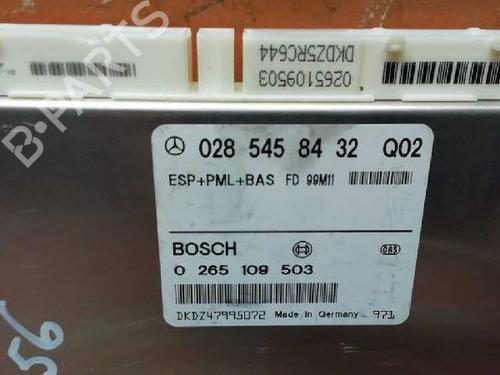 B-PARTS
DKDZ5RC644
0265109503
028 545 84 32 Q02
ESP+PML+BAS FD 99M11
BOSCH
0 265 109 503
DKDZ47995072 Made in Germany 971
56